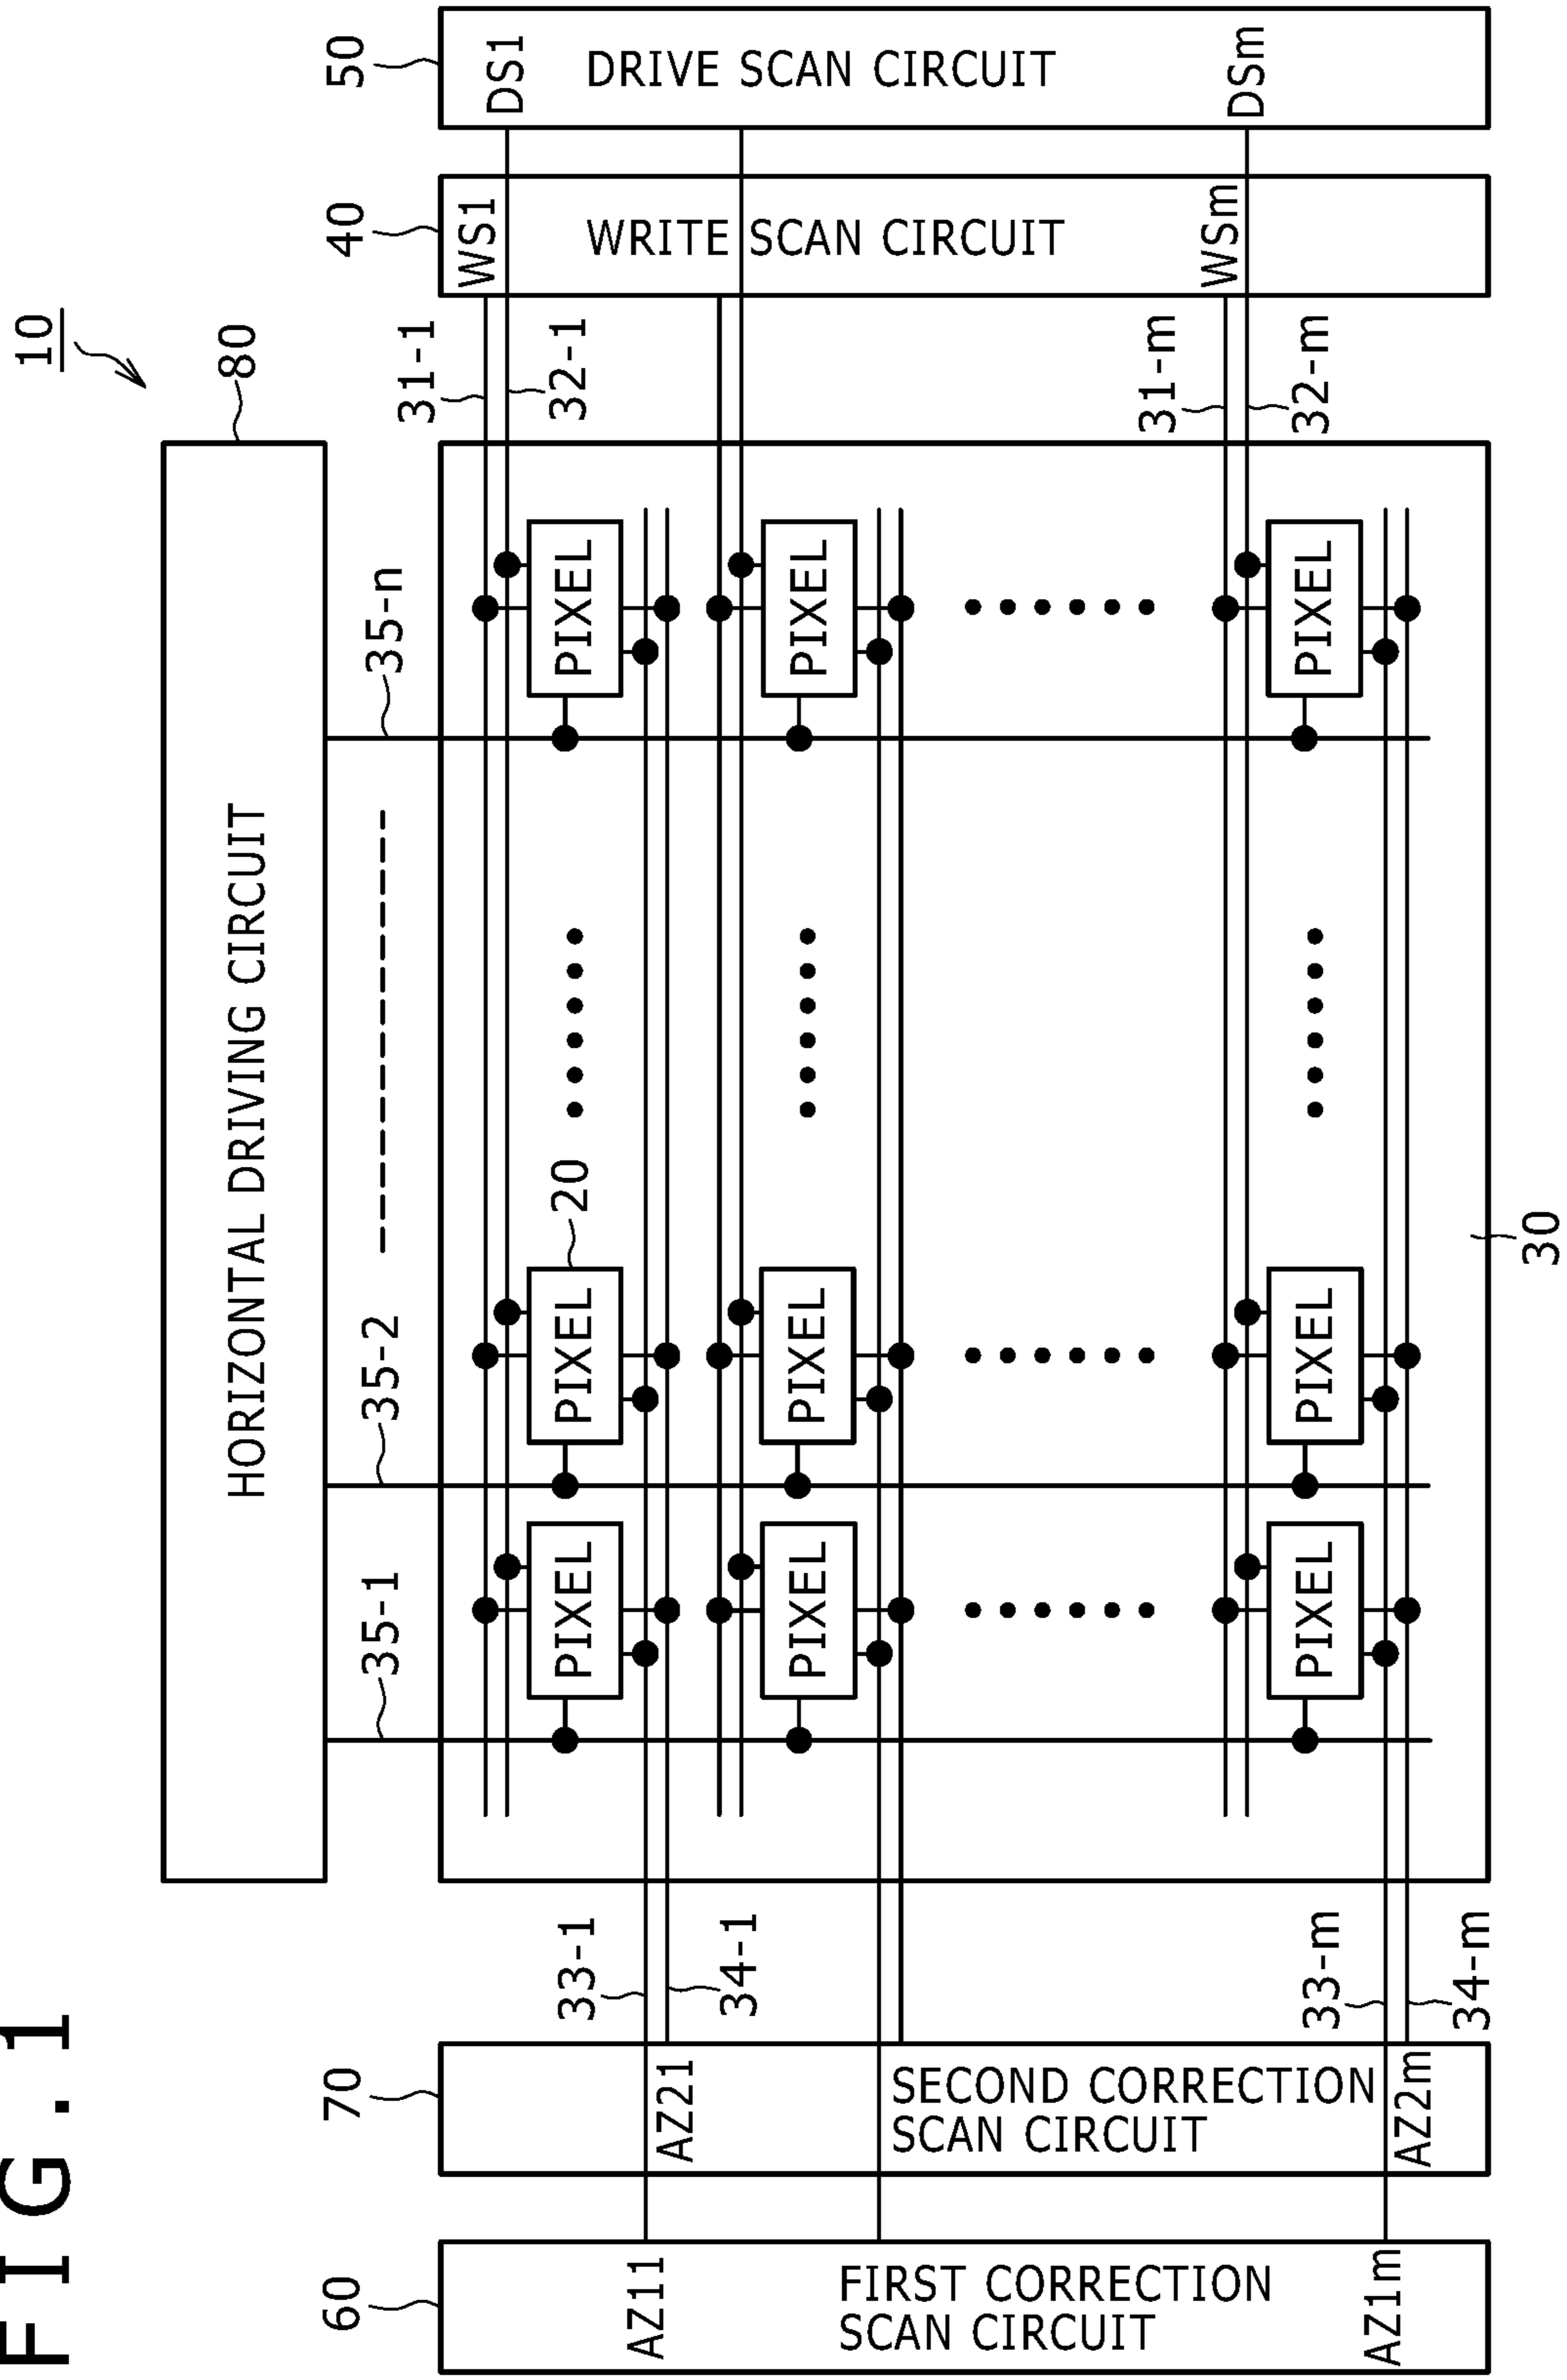 FIG.1
10
80
HORIZONTAL DRIVING CIRCUIT
60
70
35-1
35-2
35-n
40
50
31-1
WS1
DS1
32-1
33-1
AZ11
AZ21
34-1
20
PIXEL
PIXEL
PIXEL
PIXEL
PIXEL
PIXEL
FIRST CORRECTION
SCAN CIRCUIT
SECOND CORRECTION
SCAN CIRCUIT
WRITE SCAN CIRCUIT
DRIVE SCAN CIRCUIT
31-m
WSm
DSm
32-m
PIXEL
PIXEL
PIXEL
33-m
AZ1m
AZ2m
34-m
30